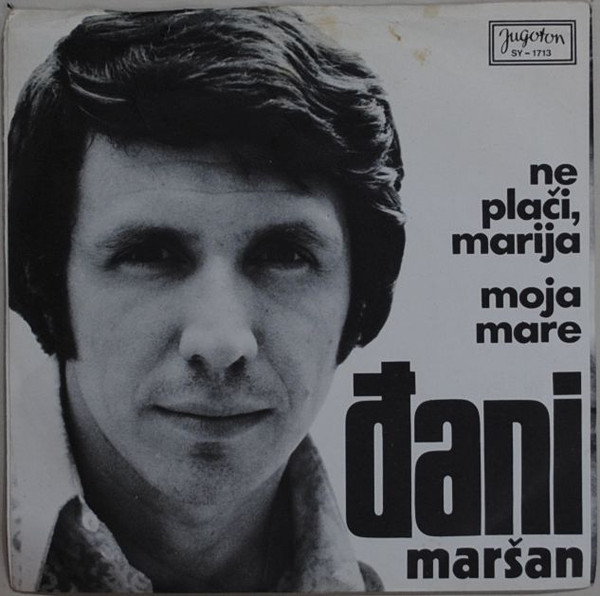 Jugoton
SY-1713
ne
plači,
marija
moja
mare
đani
maršan